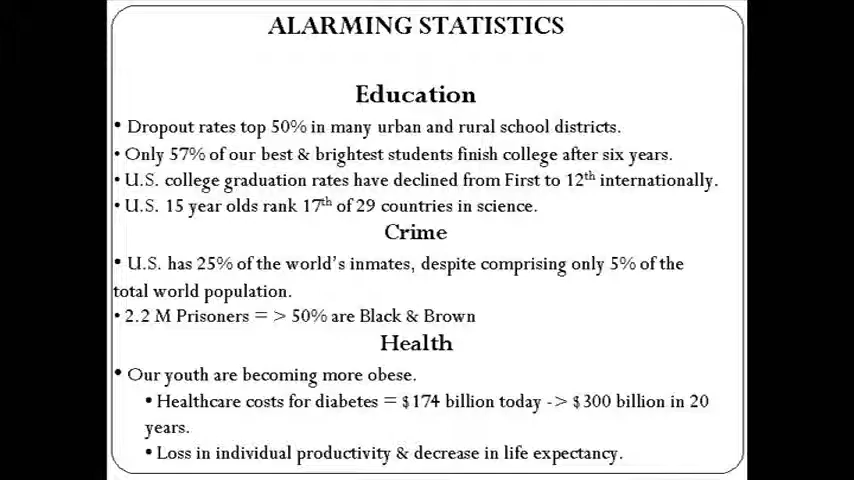 ALARMING STATISTICS
Education
• Dropout rates top 50% in many urban and rural school districts.
• Only 57% of our best & brightest students finish college after six years.
• U.S. college graduation rates have declined from First to 12th internationally.
• U.S. 15 year olds rank 17th of 29 countries in science.
Crime
• U.S. has 25% of the world's inmates, despite comprising only 5% of the
total world population.
• 2.2 M Prisoners = > 50% are Black & Brown
Health
• Our youth are becoming more obese.
• Healthcare costs for diabetes = $174 billion today -> $300 billion in 20
years.
• Loss in individual productivity & decrease in life expectancy.